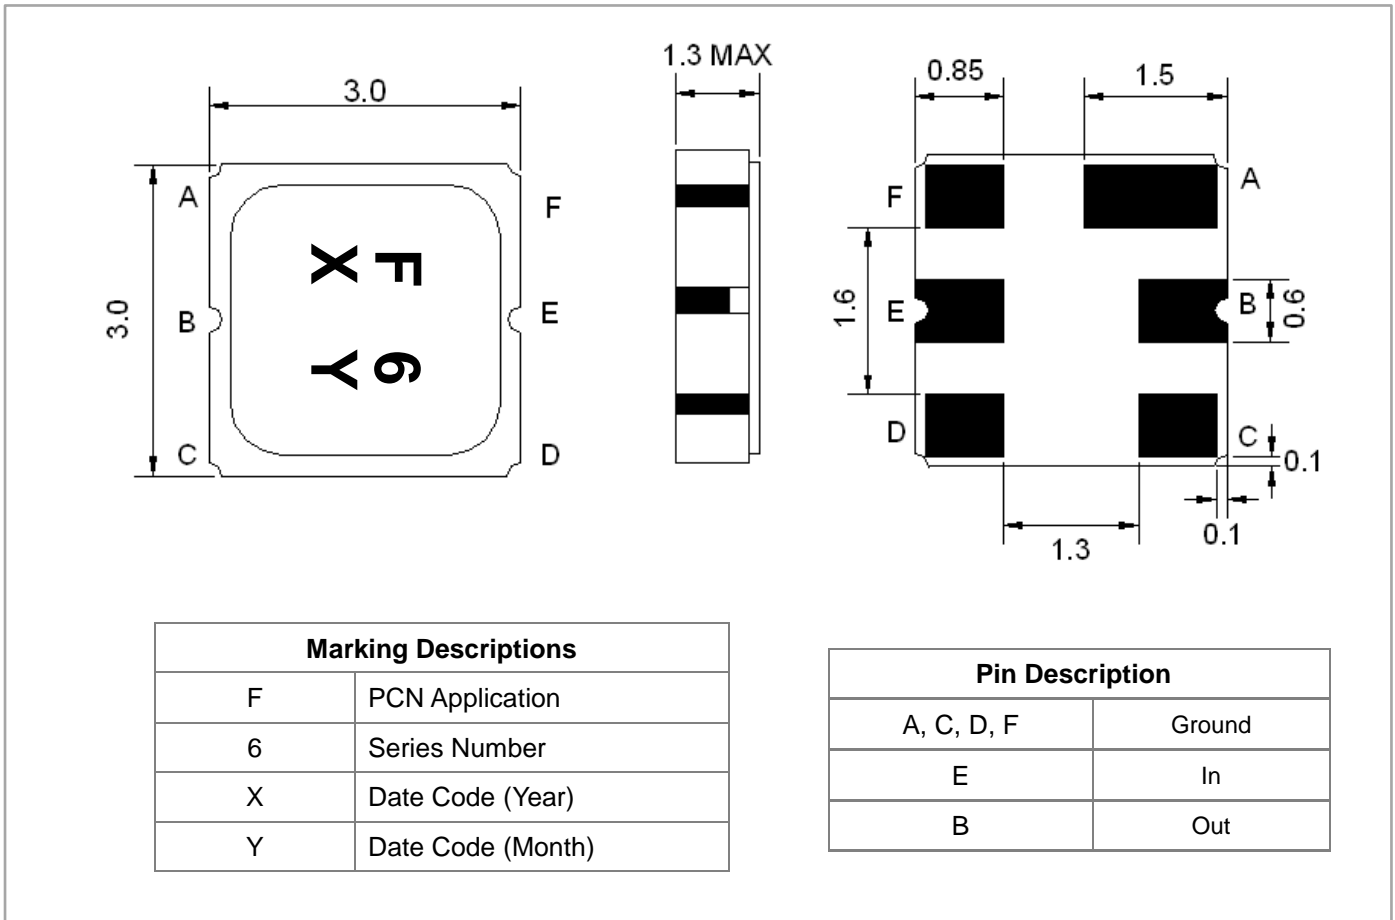 1.3 MAX
3.0
0.85
1.5
3.0
A
B
C
F
E
D
F
X
6
Y
F
E
D
A
B
C
1.6
0.6
0.1
0.1
1.3
Marking Descriptions
F PCN Application
6 Series Number
X Date Code (Year)
Y Date Code (Month)
Pin Description
A, C, D, F Ground
E In
B Out